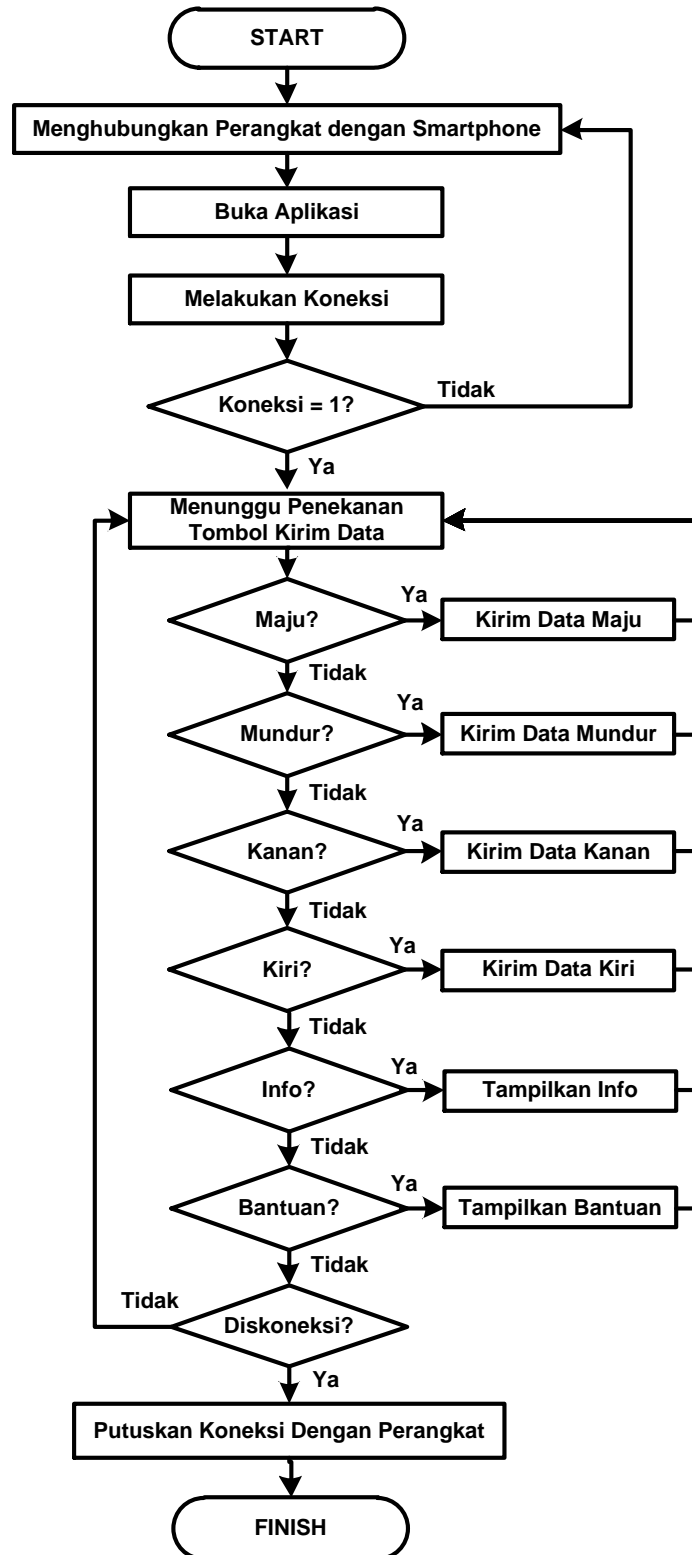 START
Menghubungkan Perangkat dengan Smartphone
Buka Aplikasi
Melakukan Koneksi
Koneksi = 1?
Tidak
Ya
Menunggu Penekanan
Tombol Kirim Data
Maju?
Ya
Kirim Data Maju
Tidak
Mundur?
Ya
Kirim Data Mundur
Tidak
Kanan?
Ya
Kirim Data Kanan
Tidak
Kiri?
Ya
Kirim Data Kiri
Tidak
Info?
Ya
Tampilkan Info
Tidak
Bantuan?
Ya
Tampilkan Bantuan
Tidak
Tidak
Diskoneksi?
Ya
Putuskan Koneksi Dengan Perangkat
FINISH